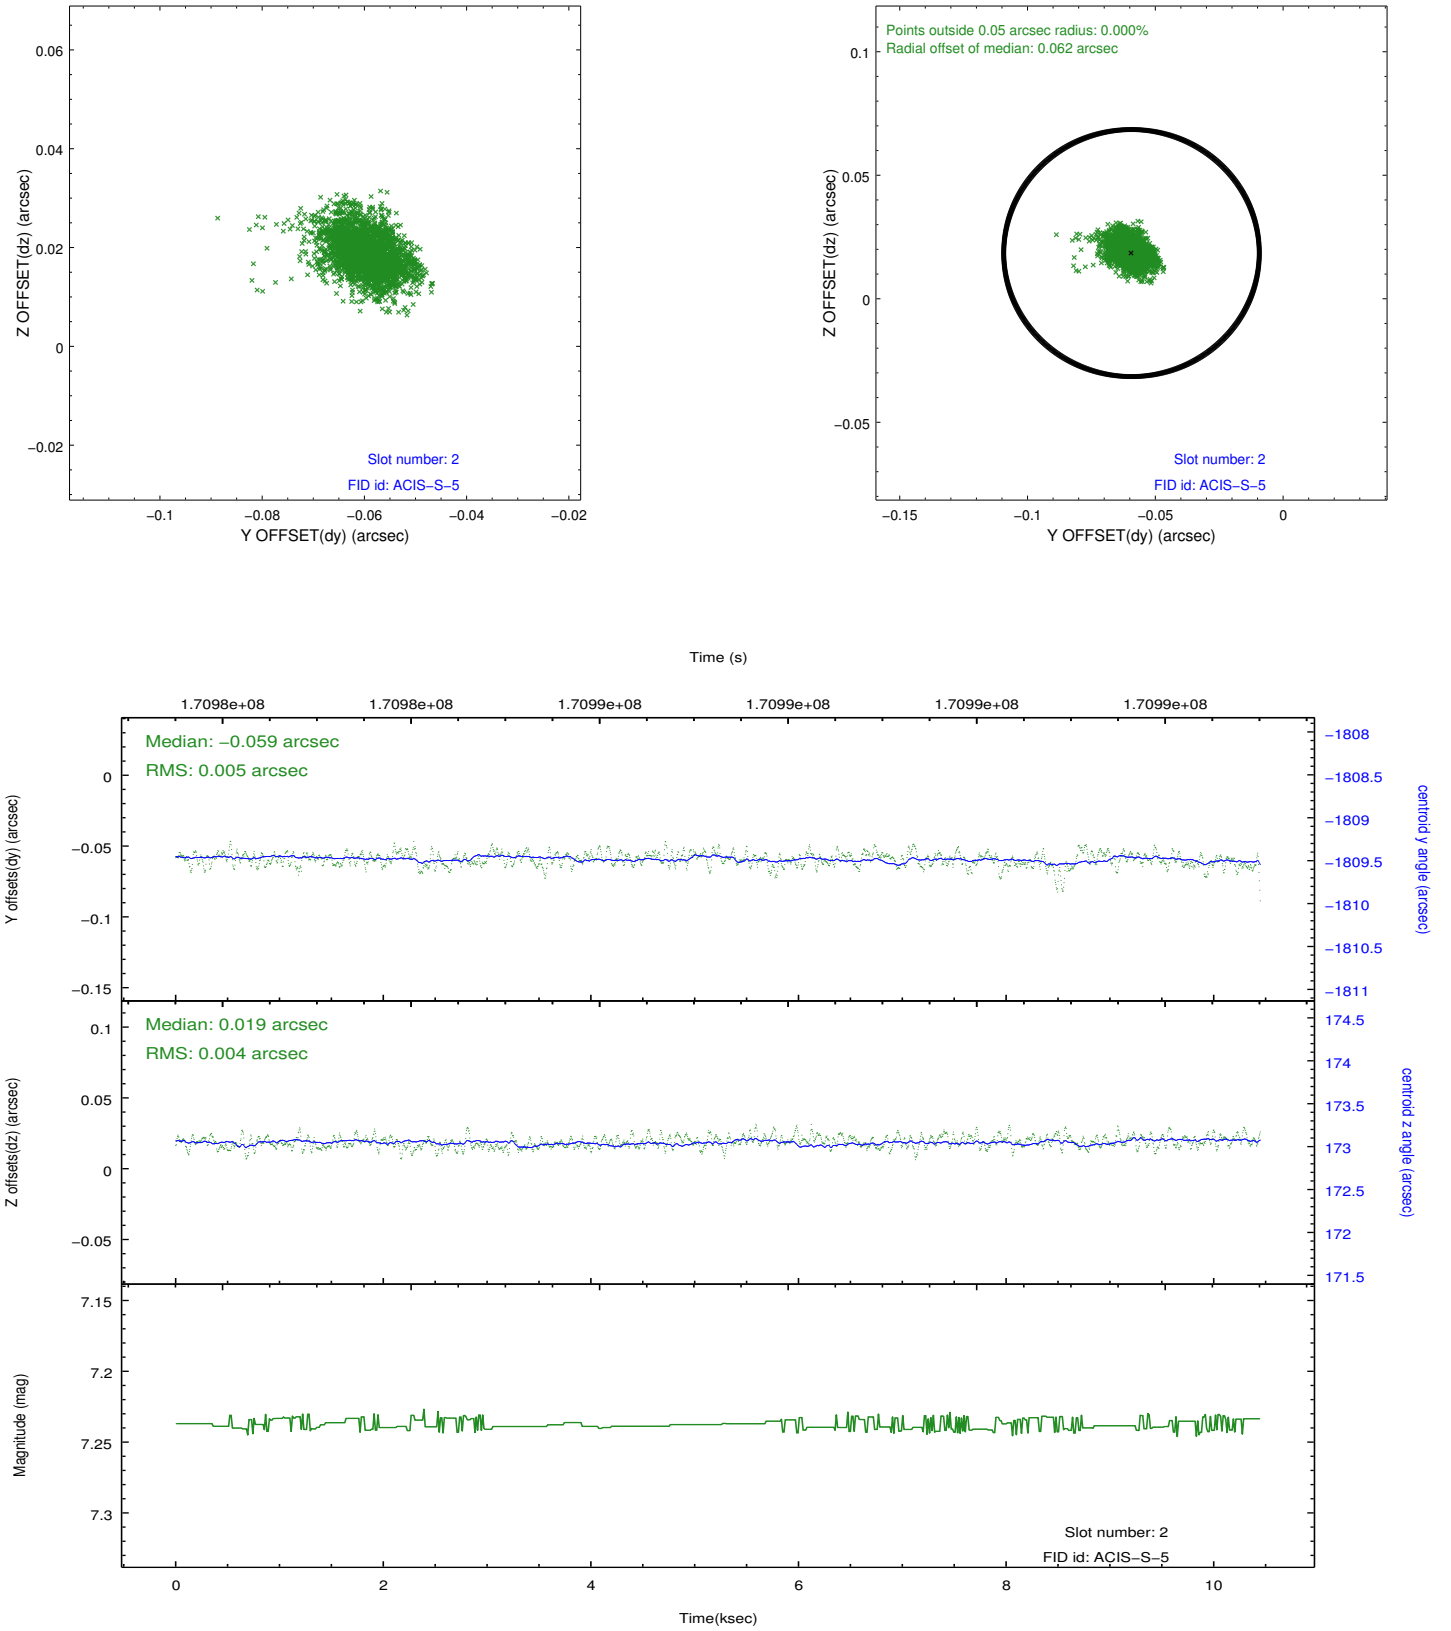 0.06
0.04
0.02
0
−0.02
Z OFFSET(dz) (arcsec)
Slot number: 2
FID id: ACIS−S−5
−0.1
−0.08
−0.06
−0.04
−0.02
Y OFFSET(dy) (arcsec)
Points outside 0.05 arcsec radius: 0.000%
Radial offset of median: 0.062 arcsec
0.1
0.05
0
−0.05
Z OFFSET(dz) (arcsec)
Slot number: 2
FID id: ACIS−S−5
−0.15
−0.1
−0.05
0
Y OFFSET(dy) (arcsec)
Time (s)
1.7098e+08
1.7098e+08
1.7099e+08
1.7099e+08
1.7099e+08
1.7099e+08
Median: −0.059 arcsec
RMS: 0.005 arcsec
0
−0.05
−0.1
−0.15
Y offsets(dy) (arcsec)
−1808
−1808.5
−1809
−1809.5
−1810
−1810.5
−1811
centroid y angle (arcsec)
Median: 0.019 arcsec
RMS: 0.004 arcsec
0.1
0.05
0
−0.05
Z offsets(dz) (arcsec)
174.5
174
173.5
173
172.5
172
171.5
centroid z angle (arcsec)
7.15
7.2
7.25
7.3
Magnitude (mag)
Slot number: 2
FID id: ACIS−S−5
0
2
4
6
8
10
Time(ksec)